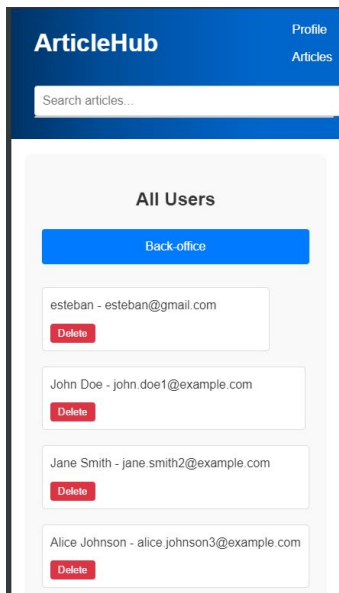 ArticleHub
Profile
Articles
Search articles...
All Users
Back-office
esteban - esteban@gmail.com
Delete
John Doe - john.doe1@example.com
Delete
Jane Smith - jane.smith2@example.com
Delete
Alice Johnson - alice.johnson3@example.com
Delete